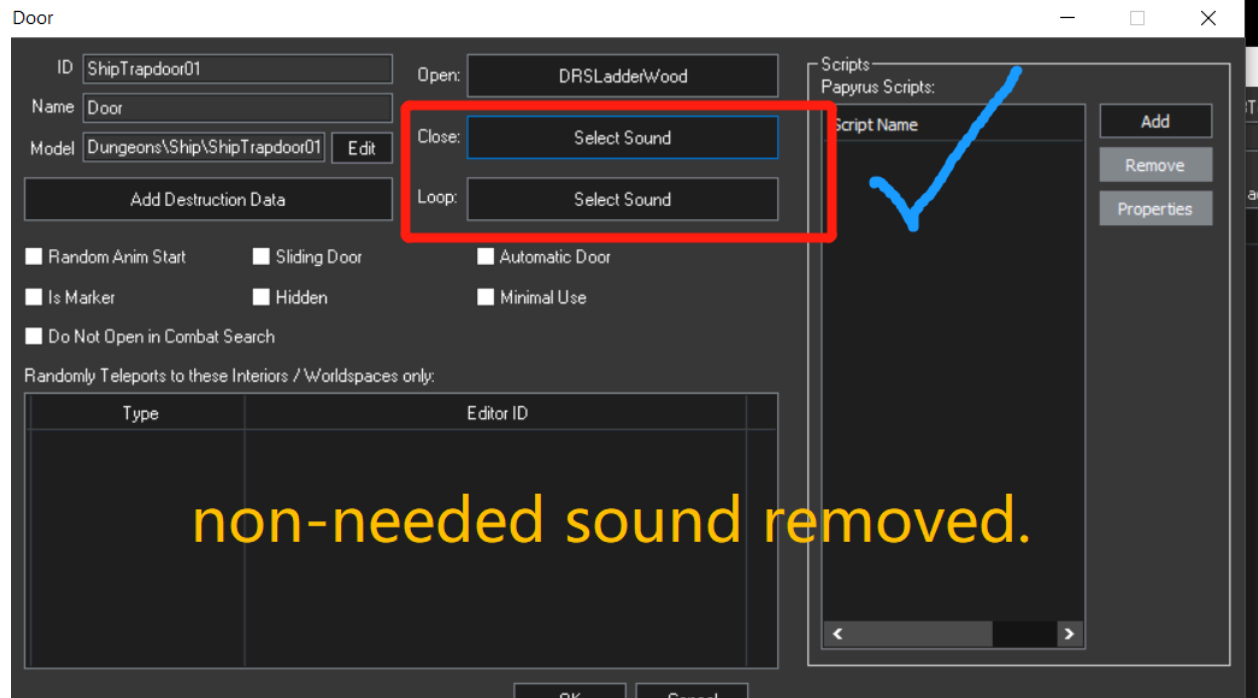 Door
ID ShipTrapdoor01
Name Door
Model Dungeons\Ship\ShipTrapdoor01 Edit
Add Destruction Data
Open: DRSLadderWood
Close: Select Sound
Loop: Select Sound
Random Anim Start Sliding Door Automatic Door
Is Marker Hidden Minimal Use
Do Not Open in Combat Search
Randomly Teleports to these Interiors / Worldspaces only:
Type Editor ID
non-needed sound removed.
Scripts
Papyrus Scripts:
Script Name
Add
Remove
Properties
OK Cancel